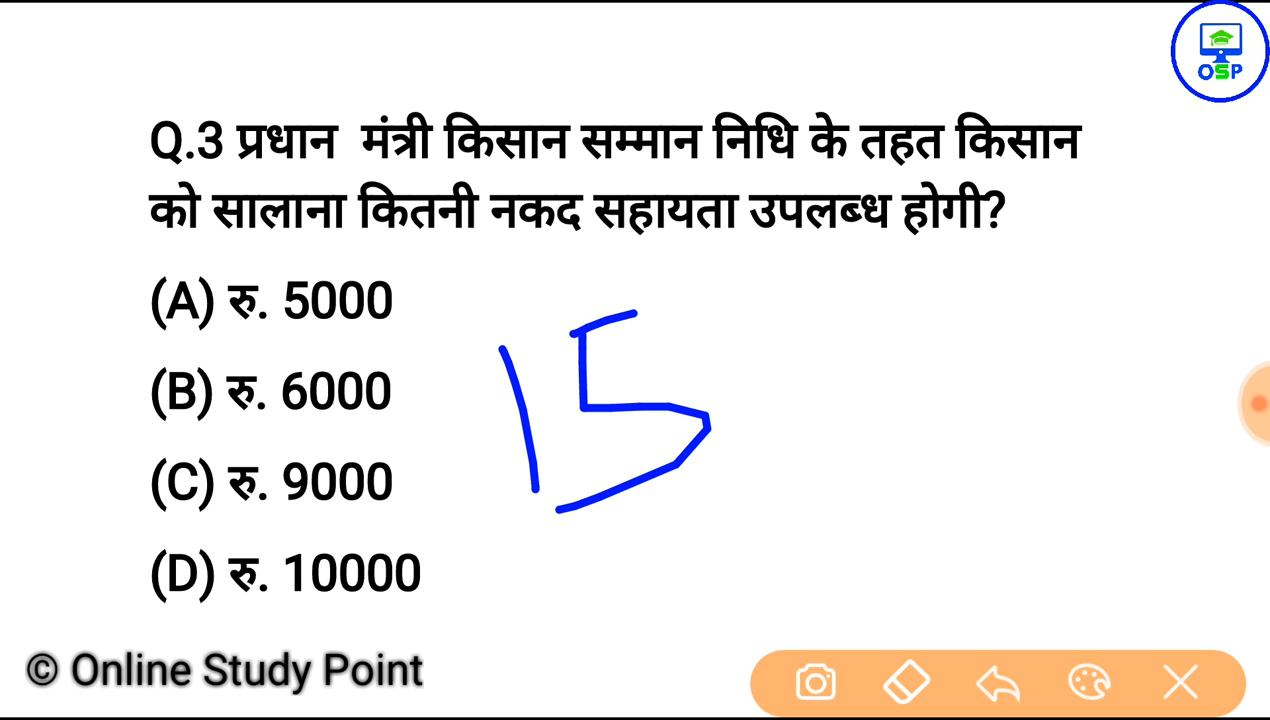 OSP
Q.3 प्रधान मंत्री किसान सम्मान निधि के तहत किसान
को सालाना कितनी नकद सहायता उपलब्ध होगी?
(A) रु. 5000
(B) रु. 6000
15
(C) रु. 9000
(D) रु. 10000
© Online Study Point